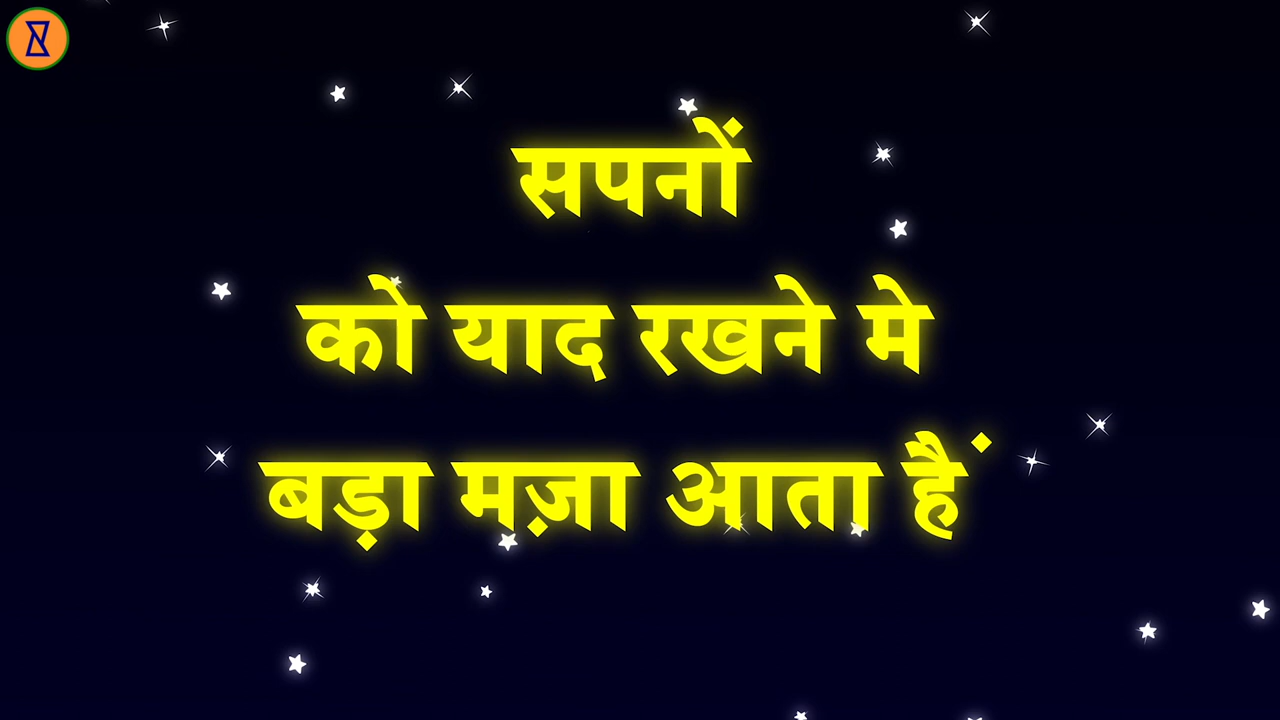 सपनों
को याद रखने मे
बड़ा मज़ा आता हैं